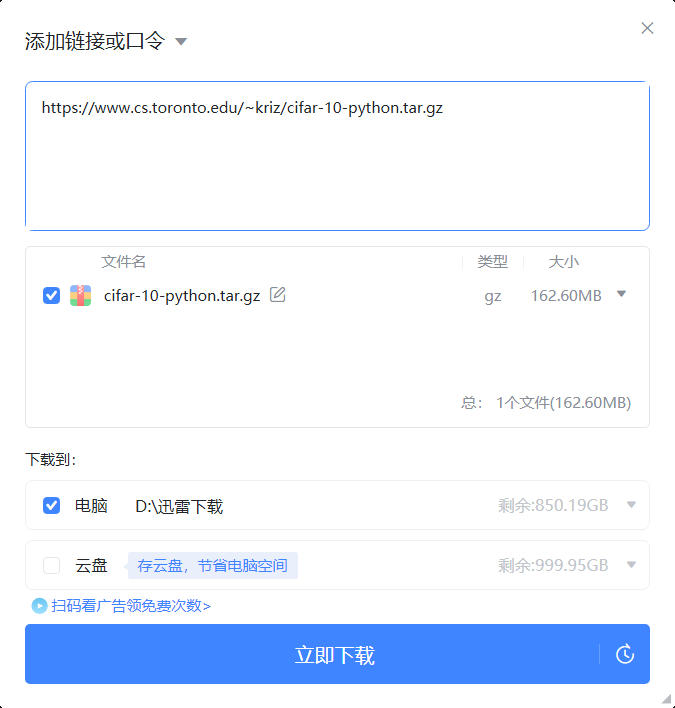 添加链接或口令
https://www.cs.toronto.edu/~kriz/cifar-10-python.tar.gz
文件名 类型 大小
cifar-10-python.tar.gz gz 162.60MB
总： 1个文件(162.60MB)
下载到：
电脑 D:\迅雷下载 剩余:850.19GB
云盘 存云盘，节省电脑空间 剩余:999.95GB
扫码看广告领免费次数>
立即下载